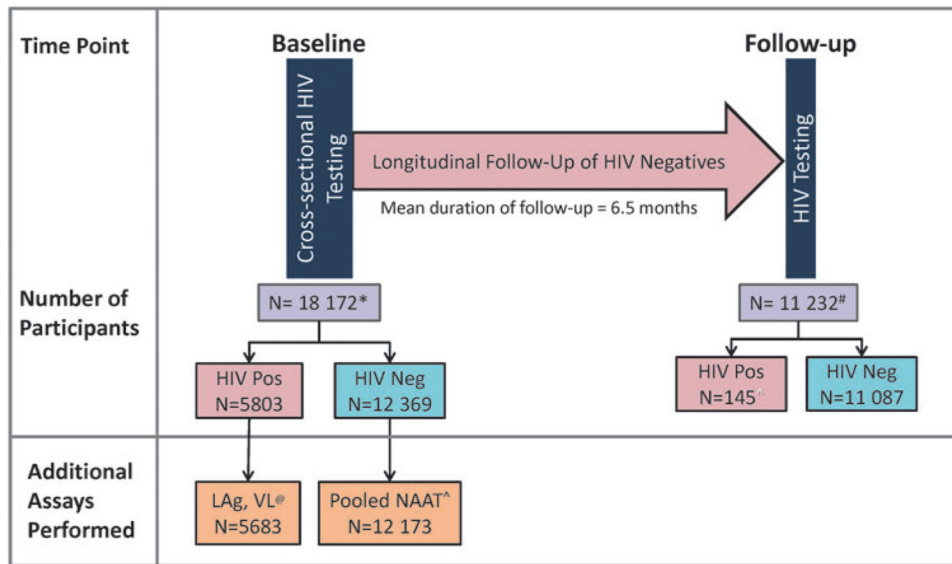 Time Point
Baseline
Follow-up
Cross-sectional HIV
Testing
Longitudinal Follow-Up of HIV Negatives
Mean duration of follow-up = 6.5 months
HIV Testing
Number of
Participants
N= 18 172*
N= 11 232#
HIV Pos
N=5803
HIV Neg
N=12 369
HIV Pos
N=145^
HIV Neg
N=11 087
Additional
Assays
Performed
LAg, VL@
N=5683
Pooled NAAT^
N=12 173